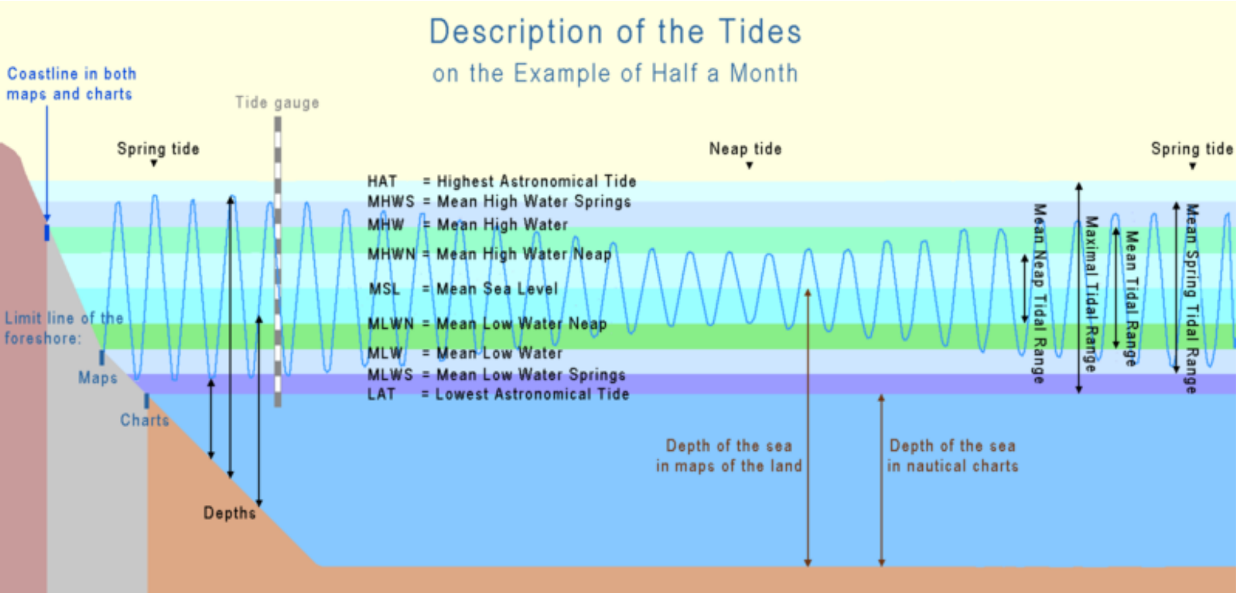 Description of the Tides
on the Example of Half a Month
Coastline in both
maps and charts
Tide gauge
Spring tide
Neap tide
Spring tide
HAT = Highest Astronomical Tide
MHWS = Mean High Water Springs
MHW = Mean High Water
MHWN = Mean High Water Neap
MSL = Mean Sea Level
MLWN = Mean Low Water Neap
MLW = Mean Low Water
MLWS = Mean Low Water Springs
LAT = Lowest Astronomical Tide
Mean Neap Tidal Range
Maximal Tidal Range
Mean Tidal Range
Mean Spring Tidal Range
Limit line of the
foreshore:
Maps
Charts
Depths
Depth of the sea
in maps of the land
Depth of the sea
in nautical charts